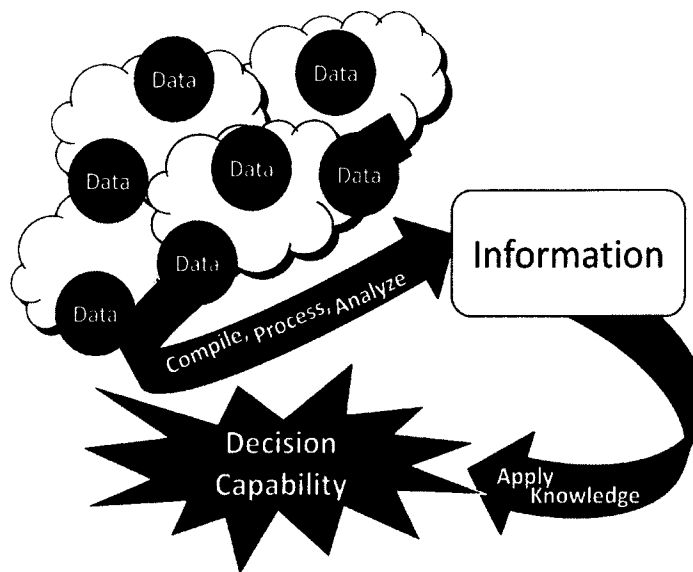 Data
Data
Data
Data
Data
Data
Data
Information
Compile, Process, Analyze
Decision
Capability
Apply
Knowledge